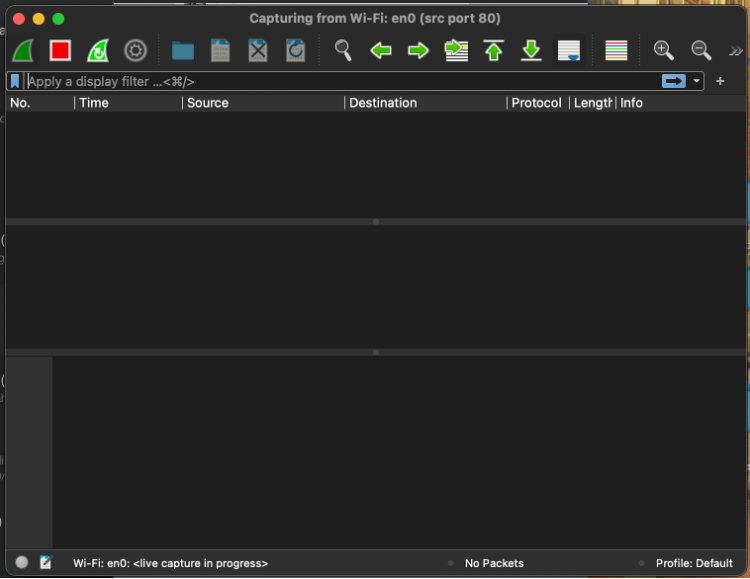 Capturing from Wi-Fi: en0 (src port 80)
Apply a display filter ...<⌘/>
No. Time Source Destination Protocol Length Info
Wi-Fi: en0: <live capture in progress> No Packets Profile: Default